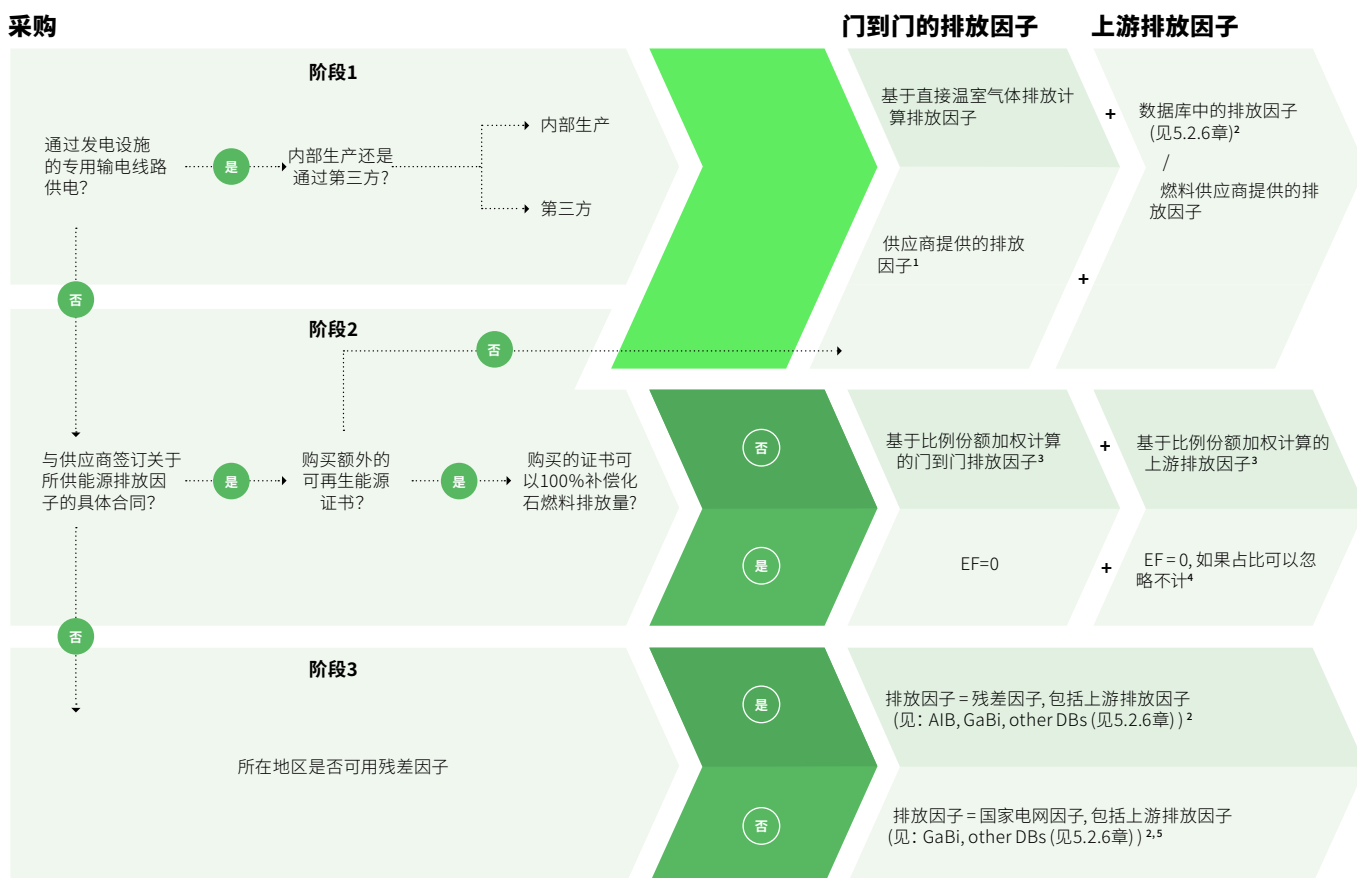 采购
门到门的排放因子
上游排放因子
阶段1
通过发电设施
的专用输电线路
供电?
是
内部生产还是
通过第三方?
内部生产
第三方
基于直接温室气体排放计
算排放因子
+
数据库中的排放因子
(见5.2.6章)²
/
燃料供应商提供的排
放因子
供应商提供的排放
因子¹
+
否
阶段2
否
与供应商签订关于
所供能源排放因
子的具体合同?
是
购买额外的
可再生能源
证书?
是
购买的证书可
以100%补偿化
石燃料排放量?
否
基于比例份额加权计算
的门到门排放因子³
+
基于比例份额加权计算的
上游排放因子³
是
EF=0
+
EF = 0, 如果占比可以忽
略不计⁴
否
阶段3
所在地区是否可用残差因子
是
排放因子 = 残差因子, 包括上游排放因子
(见: AIB, GaBi, other DBs (见5.2.6章) ) ²
否
排放因子 = 国家电网因子, 包括上游排放因子
(见: GaBi, other DBs (见5.2.6章) ) ²,⁵